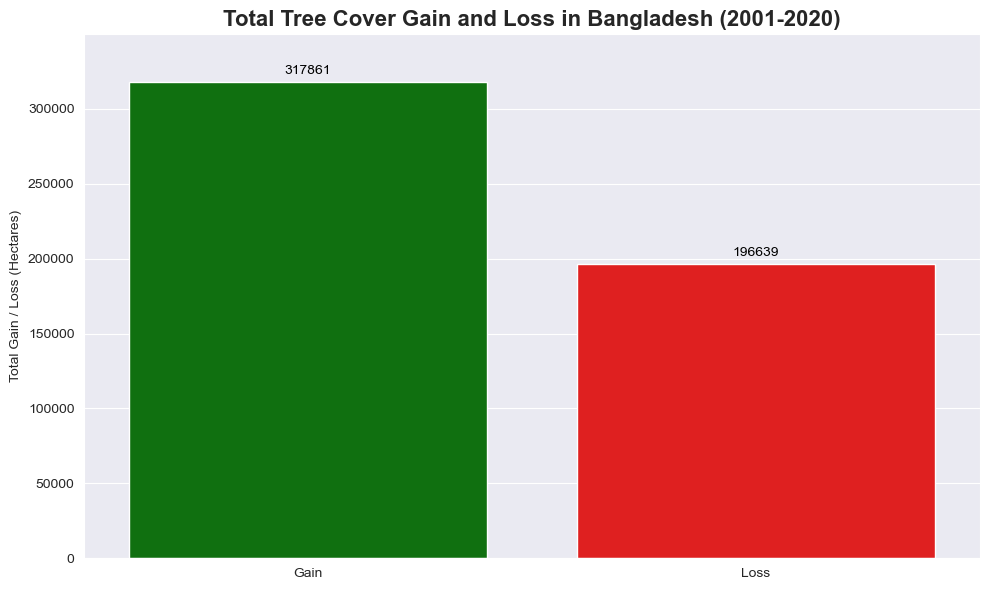 Total Tree Cover Gain and Loss in Bangladesh (2001-2020)
Total Gain / Loss (Hectares)
300000
250000
200000
150000
100000
50000
0
317861
196639
Gain
Loss